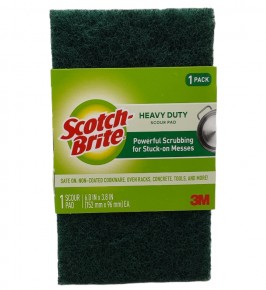 1 PACK
Scotch-
Brite
HEAVY DUTY
SCOUR PAD
Powerful Scrubbing
for Stuck-on Messes
SAFE ON: NON-COATED COOKWARE, OVEN RACKS, CONCRETE, TOOLS, AND MORE!
1 SCOUR
PAD
6.0 IN X 3.8 IN
(152 mm x 96 mm) EA
3M